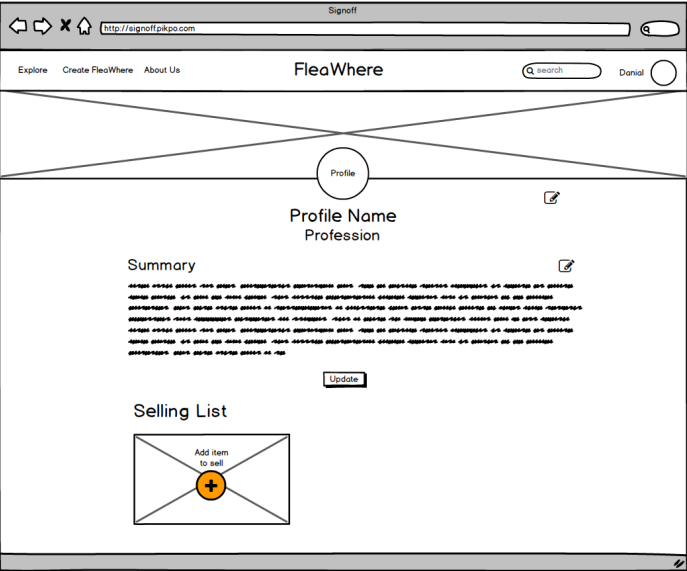 Signoff
http://signoff.pikpo.com
Explore Create FleaWhere About Us FleaWhere search Danial
Profile
Profile Name
Profession
Summary
Update
Selling List
Add item
to sell